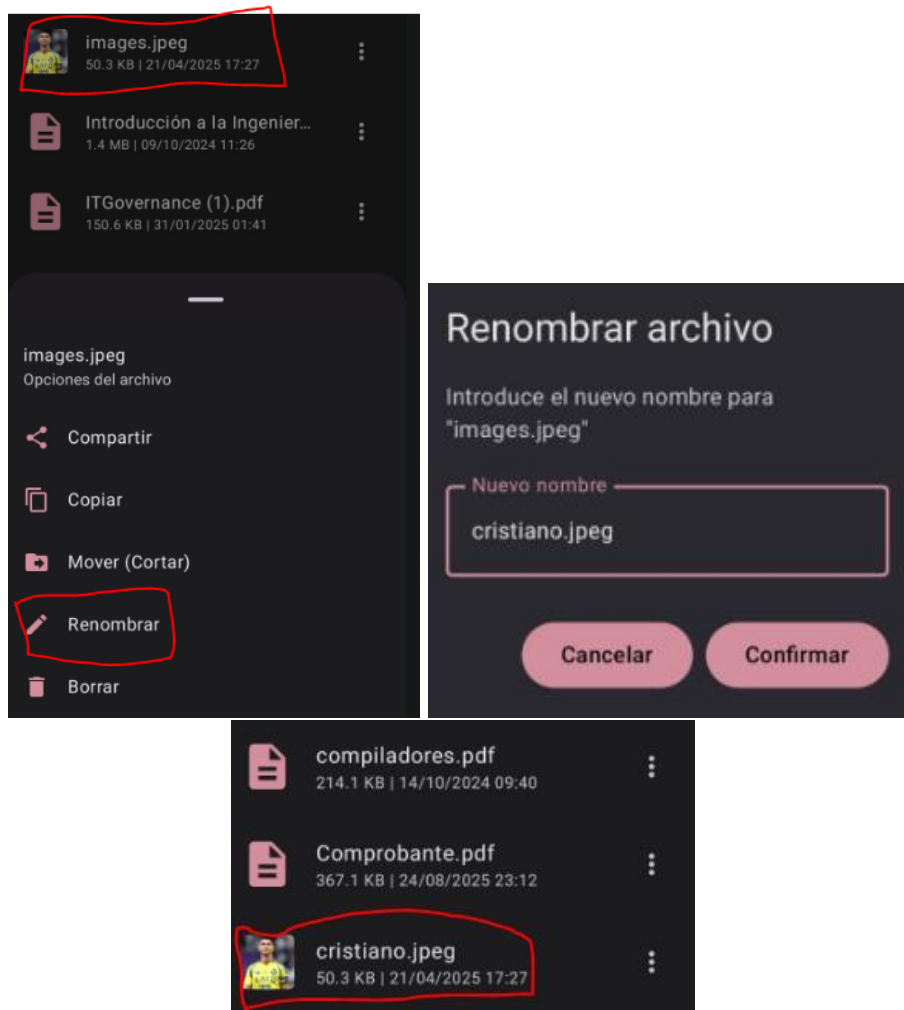 images.jpeg
50.3 KB | 21/04/2025 17:27
Introducción a la Ingenier...
1.4 MB | 09/10/2024 11:26
ITGovernance (1).pdf
150.6 KB | 31/01/2025 01:41
images.jpeg
Opciones del archivo
Compartir
Copiar
Mover (Cortar)
Renombrar
Borrar
Renombrar archivo
Introduce el nuevo nombre para
"images.jpeg"
Nuevo nombre
cristiano.jpeg
Cancelar
Confirmar
compiladores.pdf
214.1 KB | 14/10/2024 09:40
Comprobante.pdf
367.1 KB | 24/08/2025 23:12
cristiano.jpeg
50.3 KB | 21/04/2025 17:27